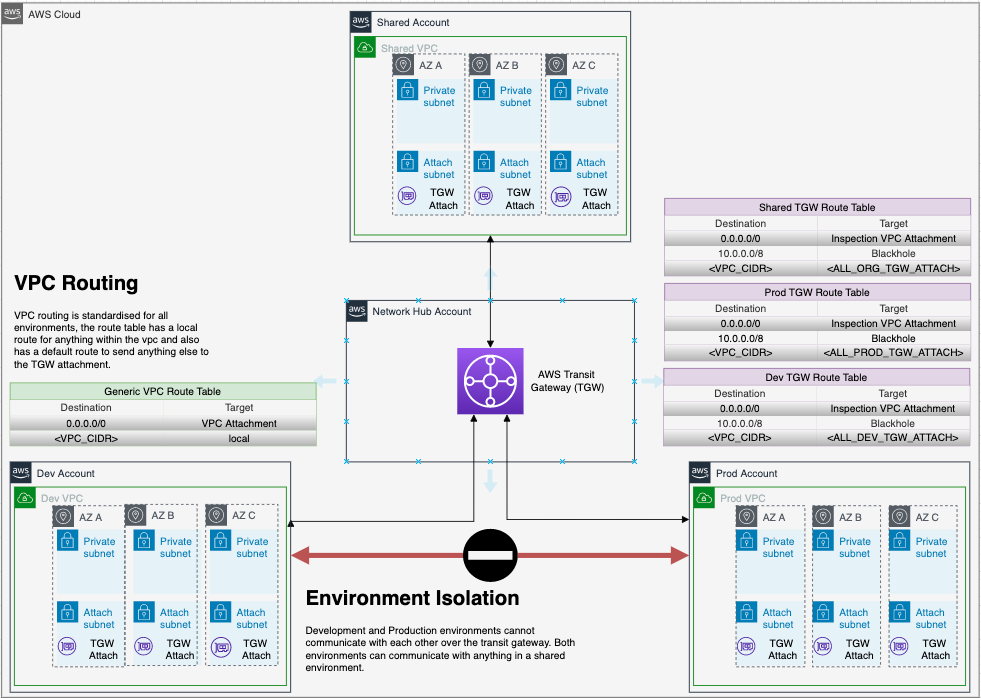 aws
AWS Cloud
aws
Shared Account
Shared VPC
AZ A
AZ B
AZ C
Private
subnet
Private
subnet
Private
subnet
Attach
subnet
Attach
subnet
Attach
subnet
TGW
Attach
TGW
Attach
TGW
Attach
Shared TGW Route Table
Destination Target
0.0.0.0/0 Inspection VPC Attachment
10.0.0.0/8 Blackhole
<VPC_CIDR> <ALL_ORG_TGW_ATTACH>
Prod TGW Route Table
Destination Target
0.0.0.0/0 Inspection VPC Attachment
10.0.0.0/8 Blackhole
<VPC_CIDR> <ALL_PROD_TGW_ATTACH>
Dev TGW Route Table
Destination Target
0.0.0.0/0 Inspection VPC Attachment
10.0.0.0/8 Blackhole
<VPC_CIDR> <ALL_DEV_TGW_ATTACH>
VPC Routing
VPC routing is standardised for all
environments, the route table has a local
route for anything within the vpc and also
has a default route to send anything else to
the TGW attachment.
Generic VPC Route Table
Destination Target
0.0.0.0/0 VPC Attachment
<VPC_CIDR> local
aws
Network Hub Account
AWS Transit
Gateway (TGW)
aws
Dev Account
Dev VPC
AZ A
AZ B
AZ C
Private
subnet
Private
subnet
Private
subnet
Attach
subnet
Attach
subnet
Attach
subnet
TGW
Attach
TGW
Attach
TGW
Attach
Environment Isolation
Development and Production environments cannot
communicate with each other over the transit gateway. Both
environments can communicate with anything in a shared
environment.
aws
Prod Account
Prod VPC
AZ A
AZ B
AZ C
Private
subnet
Private
subnet
Private
subnet
Attach
subnet
Attach
subnet
Attach
subnet
TGW
Attach
TGW
Attach
TGW
Attach